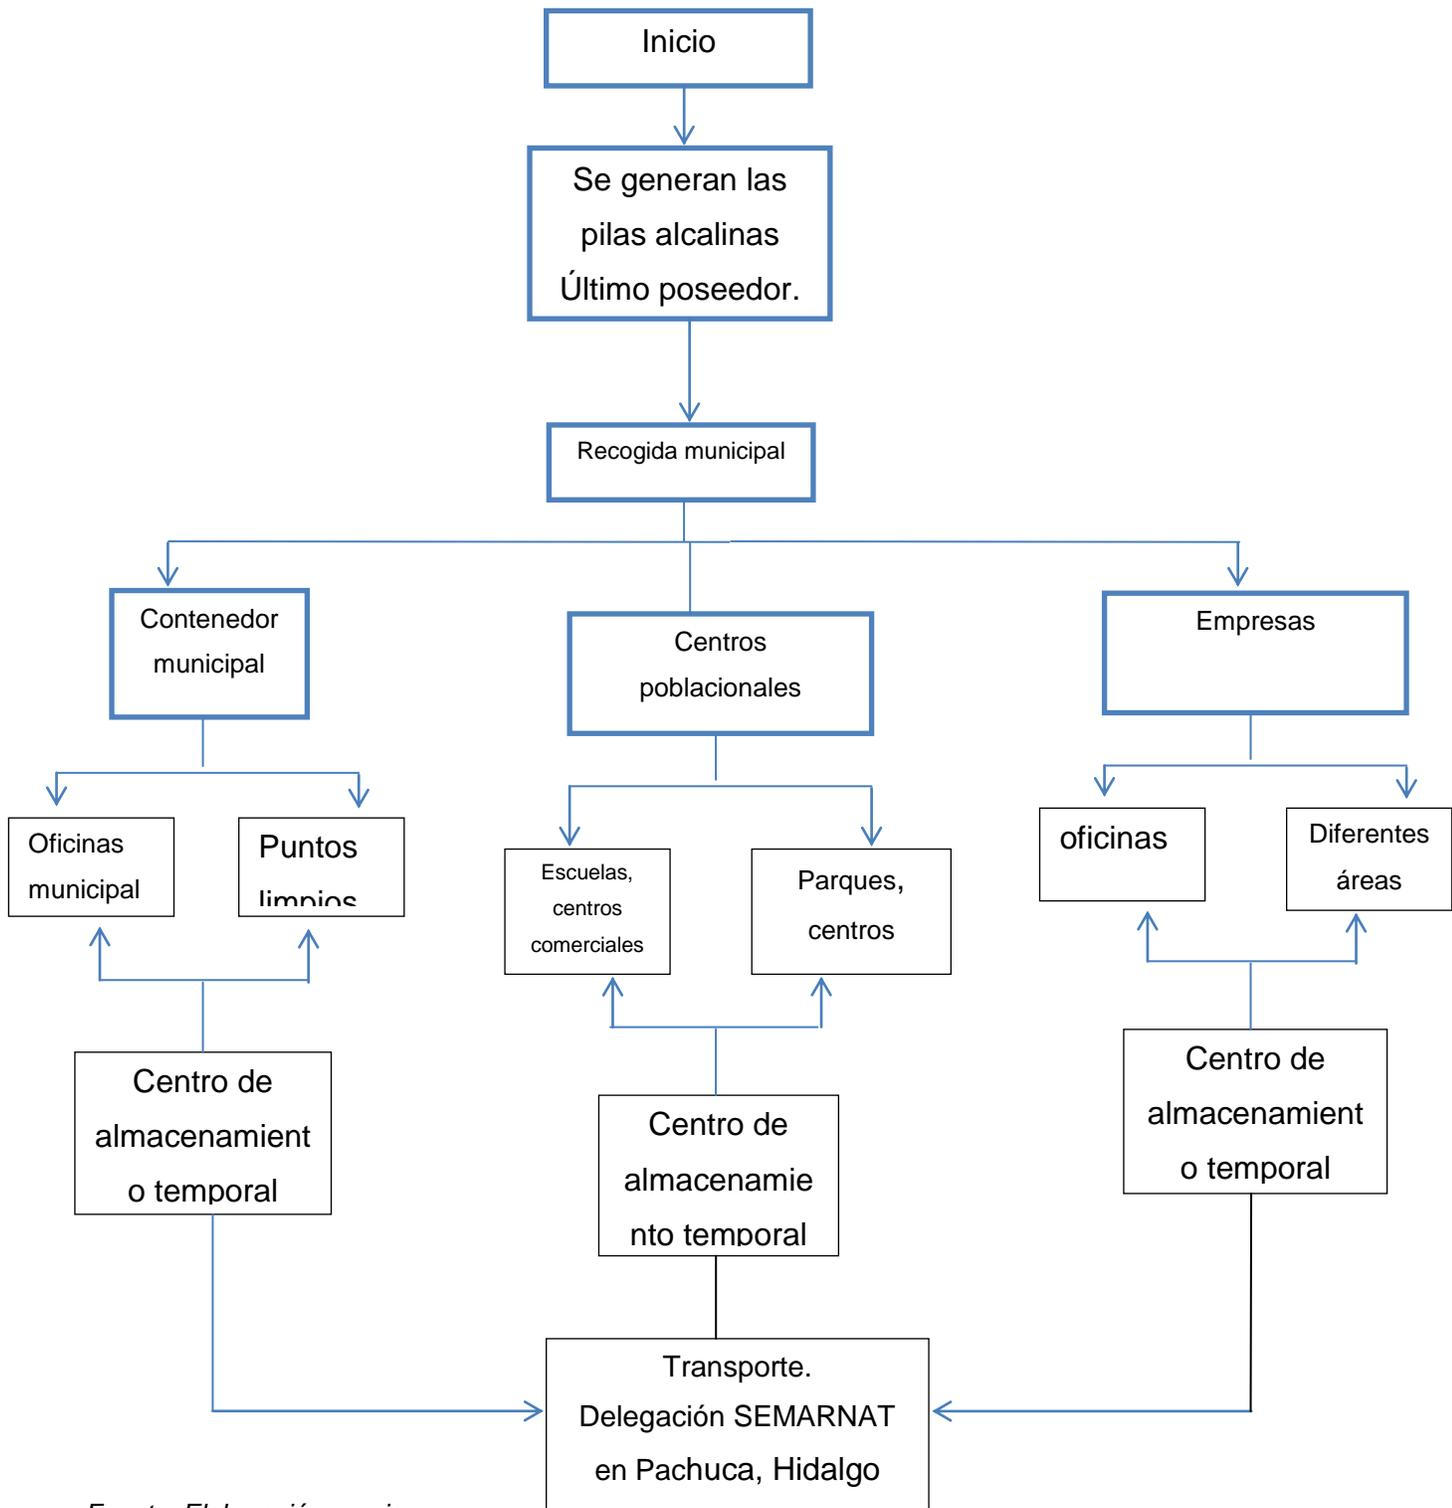 Inicio
Se generan las
pilas alcalinas
Último poseedor.
Recogida municipal
Contenedor
municipal
Centros
poblacionales
Empresas
Oficinas
municipal
Puntos
limpios
Escuelas,
centros
comerciales
Parques,
centros
oficinas
Diferentes
áreas
Centro de
almacenamient
o temporal
Centro de
almacenamie
nto temporal
Centro de
almacenamient
o temporal
Transporte.
Delegación SEMARNAT
en Pachuca, Hidalgo